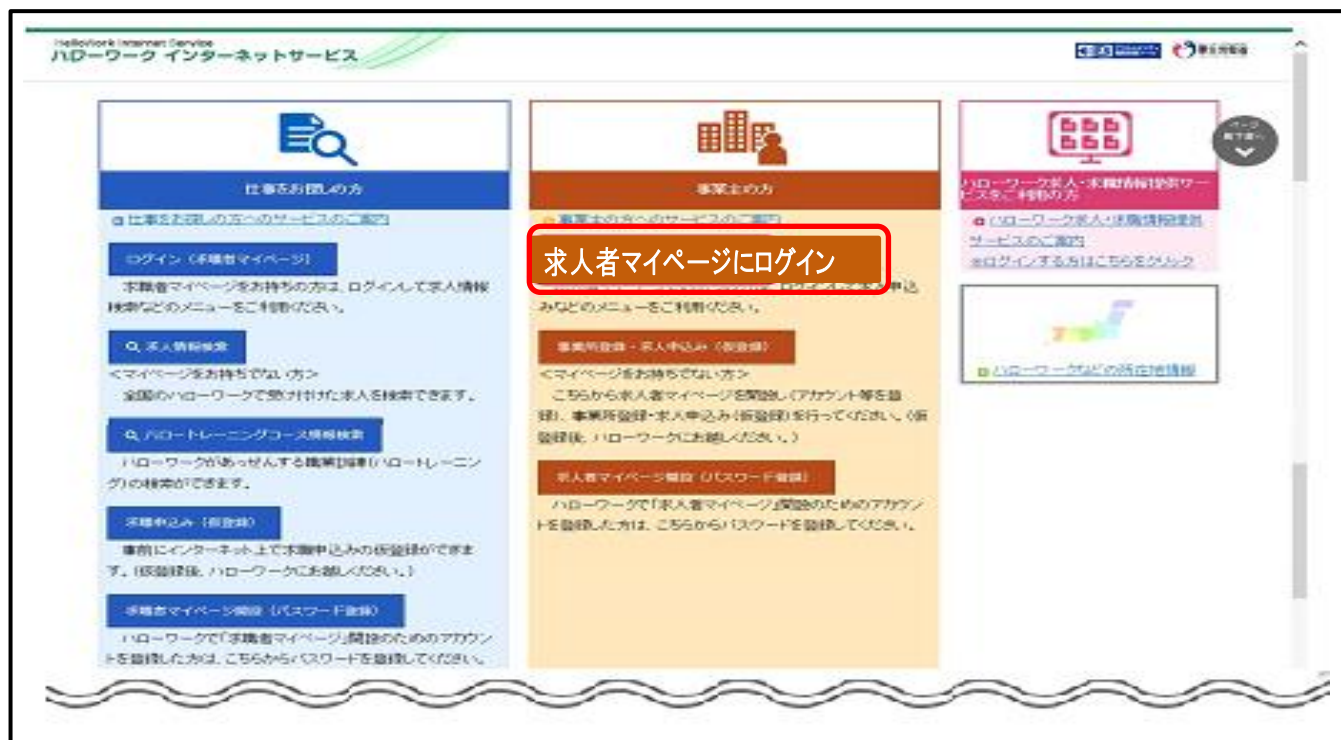 HelloWork Internet Service
ハローワーク インターネットサービス
ページ
最下部へ
仕事をお探しの方
仕事をお探しの方へのサービスのご案内
ログイン（求職者マイページ）
求職者マイページをお持ちの方は、ログインして求人情報
検索などのメニューをご利用ください。
求人情報検索
＜マイページをお持ちでない方＞
全国のハローワークで受け付けた求人を検索できます。
ハロートレーニングコース情報検索
ハローワークがあっせんする職業訓練(ハロートレーニン
グ)の検索ができます。
求職申込み（仮登録）
事前にインターネット上で求職申込みの仮登録ができま
す。(仮登録後、ハローワークにお越しください。)
求職者マイページ開設（パスワード登録）
ハローワークで「求職者マイページ」開設のためのアカウン
トを登録した方は、こちらからパスワードを登録してください。
事業主の方
事業主の方へのサービスのご案内
求人者マイページにログイン
ログインして求人申込
みなどのメニューをご利用ください。
事業所登録・求人申込み（仮登録）
＜マイページをお持ちでない方＞
こちらから求人者マイページを開設し(アカウント等を登
録)、事業所登録・求人申込み(仮登録)を行ってください。(仮
登録後、ハローワークにお越しください。)
求人者マイページ開設（パスワード登録）
ハローワークで「求人者マイページ」開設のためのアカウン
トを登録した方は、こちらからパスワードを登録してください。
ハローワーク求人・求職情報提供サー
ビスをご利用の方
ハローワーク求人・求職情報提供
サービスのご案内
※ログインする方はこちらをクリック
ハローワークなどの所在地情報